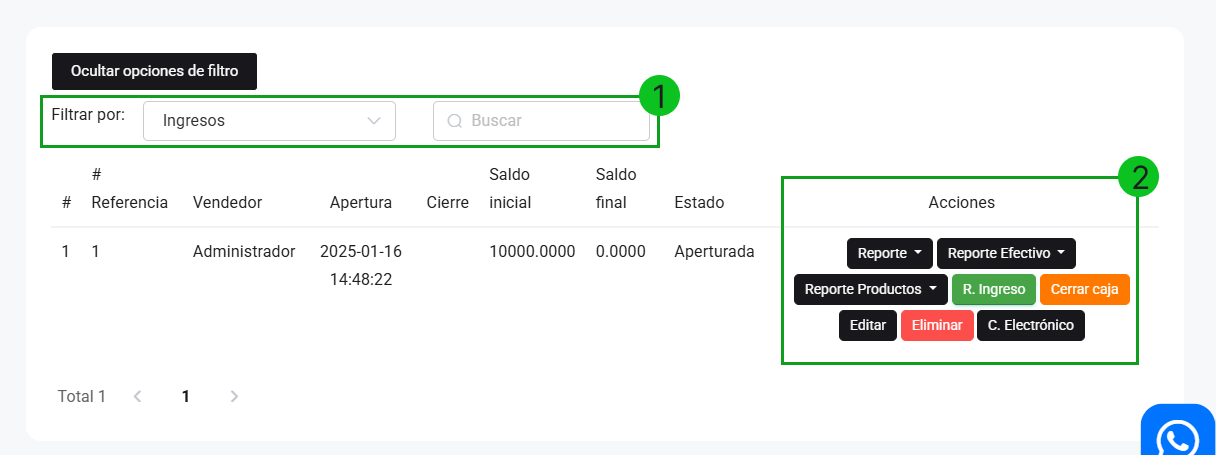 Ocultar opciones de filtro
1
Filtrar por: Ingresos Buscar
2
# # Referencia Vendedor Apertura Cierre Saldo inicial Saldo final Estado Acciones
1 1 Administrador 2025-01-16 14:48:22 10000.0000 0.0000 Aperturada
Reporte Reporte Efectivo
Reporte Productos R. Ingreso Cerrar caja
Editar Eliminar C. Electrónico
Total 1 1